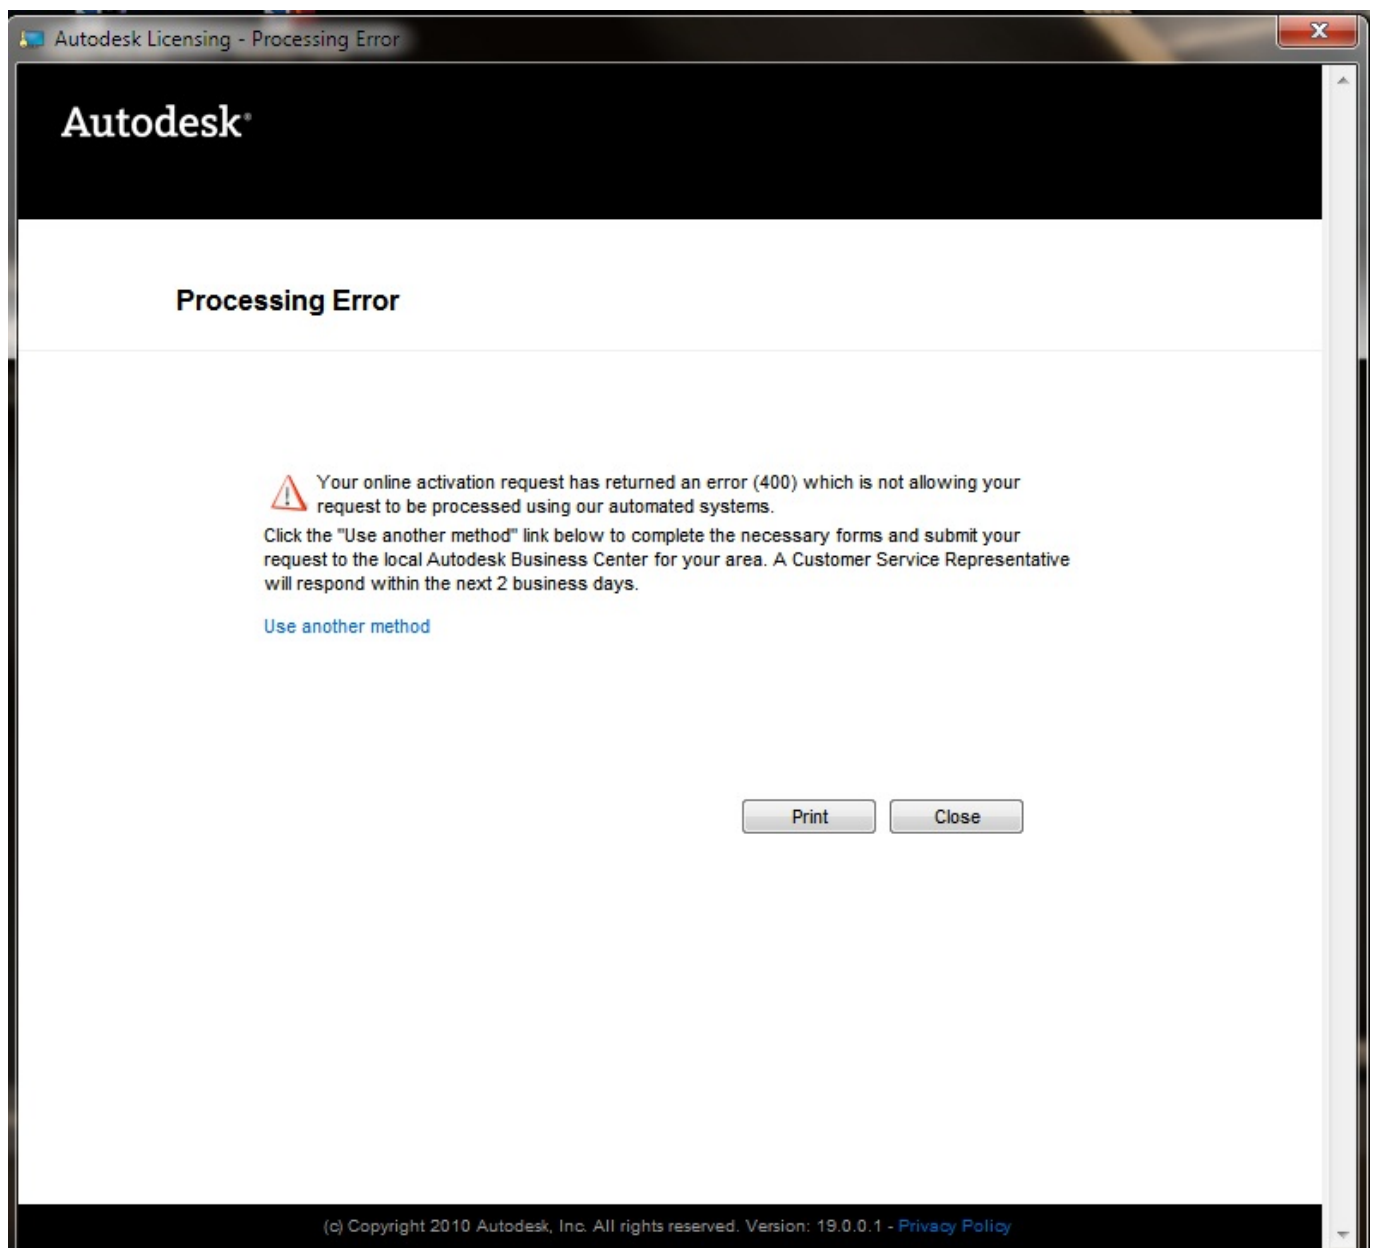 Autodesk Licensing - Processing Error
Autodesk®
Processing Error
Your online activation request has returned an error (400) which is not allowing your
request to be processed using our automated systems.
Click the "Use another method" link below to complete the necessary forms and submit your
request to the local Autodesk Business Center for your area. A Customer Service Representative
will respond within the next 2 business days.
Use another method
Print Close
(c) Copyright 2010 Autodesk, Inc. All rights reserved. Version: 19.0.0.1 - Privacy Policy